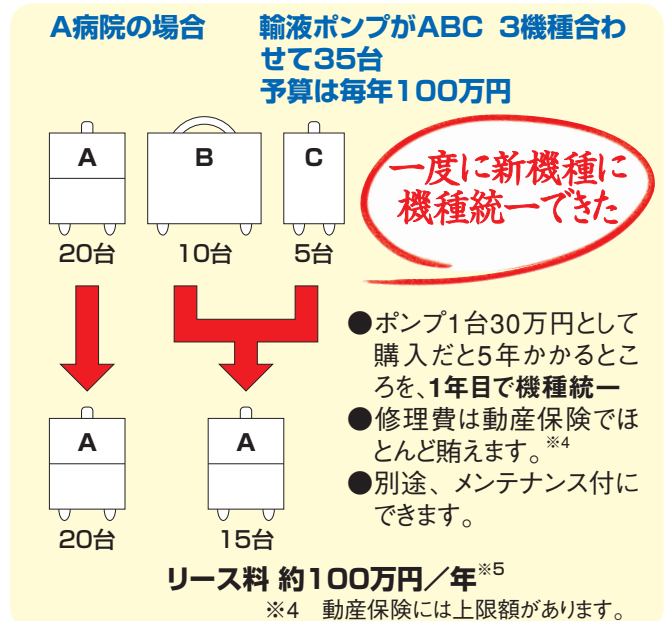 A病院の場合　輸液ポンプがABC 3機種合わ
せて35台
予算は毎年100万円
A　B　C
20台　10台　5台
一度に新機種に
機種統一できた
●ポンプ1台30万円として
購入だと5年かかるとこ
ろを、1年目で機種統一
●修理費は動産保険でほ
とんど賄えます。※4
●別途、メンテナンス付に
できます。
A　A
20台　15台
リース料 約100万円／年※5
※4　動産保険には上限額があります。